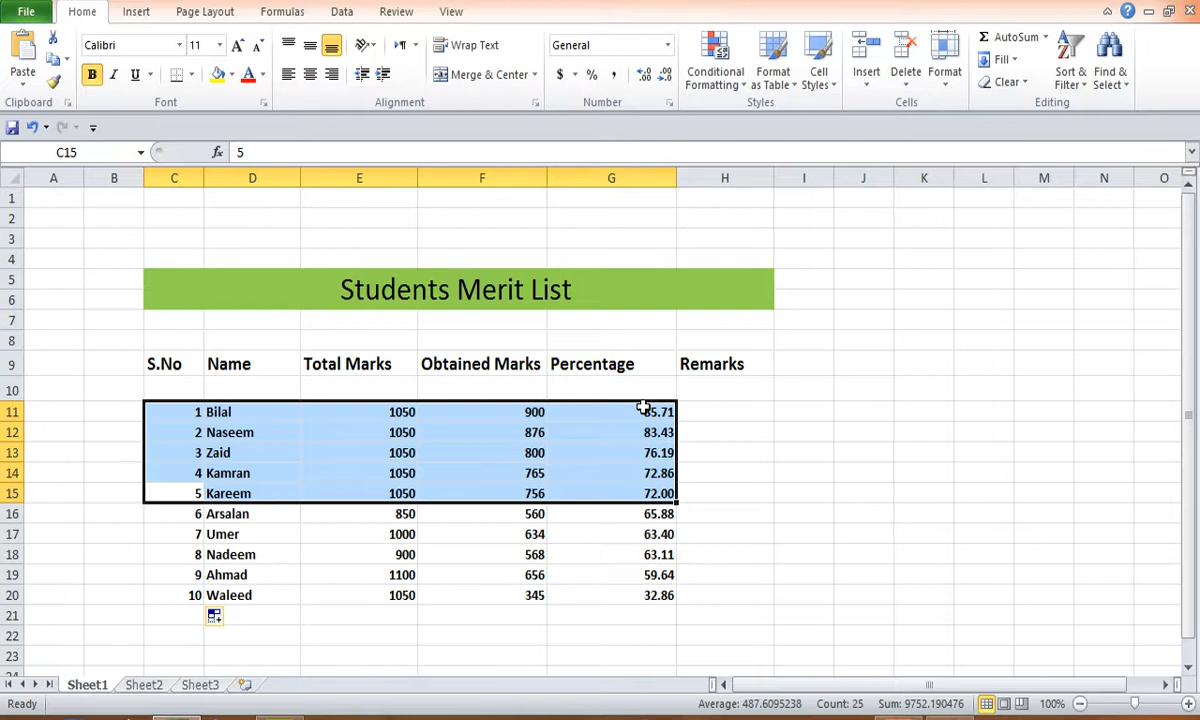 File Home Insert Page Layout Formulas Data Review View
Calibri 11 A A Wrap Text General Σ AutoSum
Paste B I U A Merge & Center $ % , .0 .00 Conditional Formatting Format as Table Cell Styles Insert Delete Format Fill Clear Sort & Filter Find & Select
Clipboard Font Alignment Number Styles Cells Editing
C15 fx 5
A B C D E F G H I J K L M N O
1
2
3
4
5
Students Merit List
6
7
8
9 S.No Name Total Marks Obtained Marks Percentage Remarks
10
11 1 Bilal 1050 900 85.71
12 2 Naseem 1050 876 83.43
13 3 Zaid 1050 800 76.19
14 4 Kamran 1050 765 72.86
15 5 Kareem 1050 756 72.00
16 6 Arsalan 850 560 65.88
17 7 Umer 1000 634 63.40
18 8 Nadeem 900 568 63.11
19 9 Ahmad 1100 656 59.64
20 10 Waleed 1050 345 32.86
21
22
23
24
Sheet1 Sheet2 Sheet3
Ready Average: 487.6095238 Count: 25 Sum: 9752.190476 100%